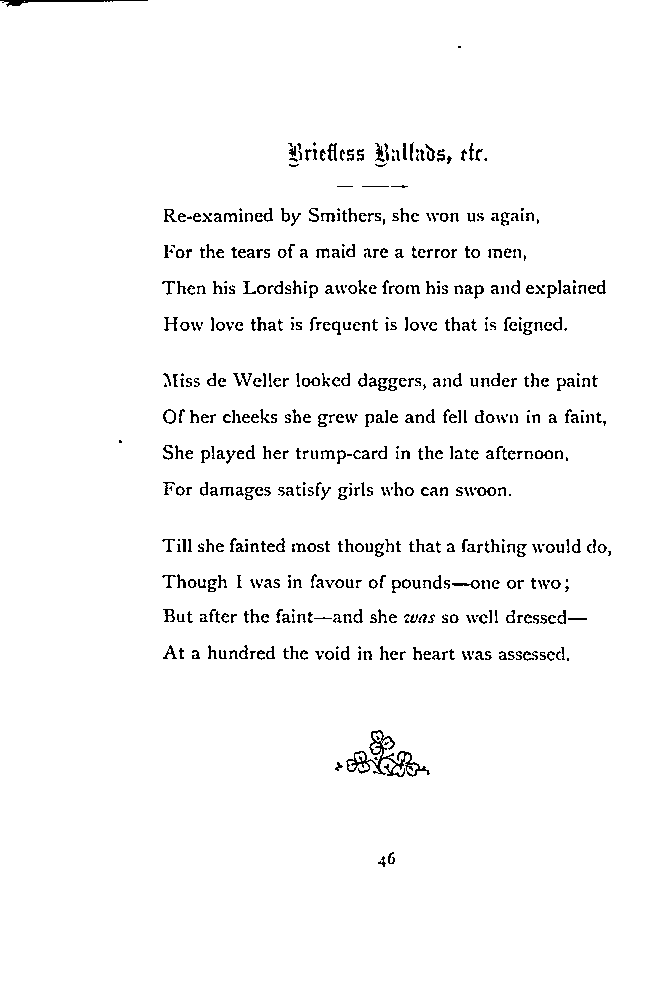 Briefless Ballads, etc.
Re-examined by Smithers, she won us again,
For the tears of a maid are a terror to men,
Then his Lordship awoke from his nap and explained
How love that is frequent is love that is feigned.
Miss de Weller looked daggers, and under the paint
Of her cheeks she grew pale and fell down in a faint,
She played her trump-card in the late afternoon,
For damages satisfy girls who can swoon.
Till she fainted most thought that a farthing would do,
Though I was in favour of pounds—one or two;
But after the faint—and she was so well dressed—
At a hundred the void in her heart was assessed.
46